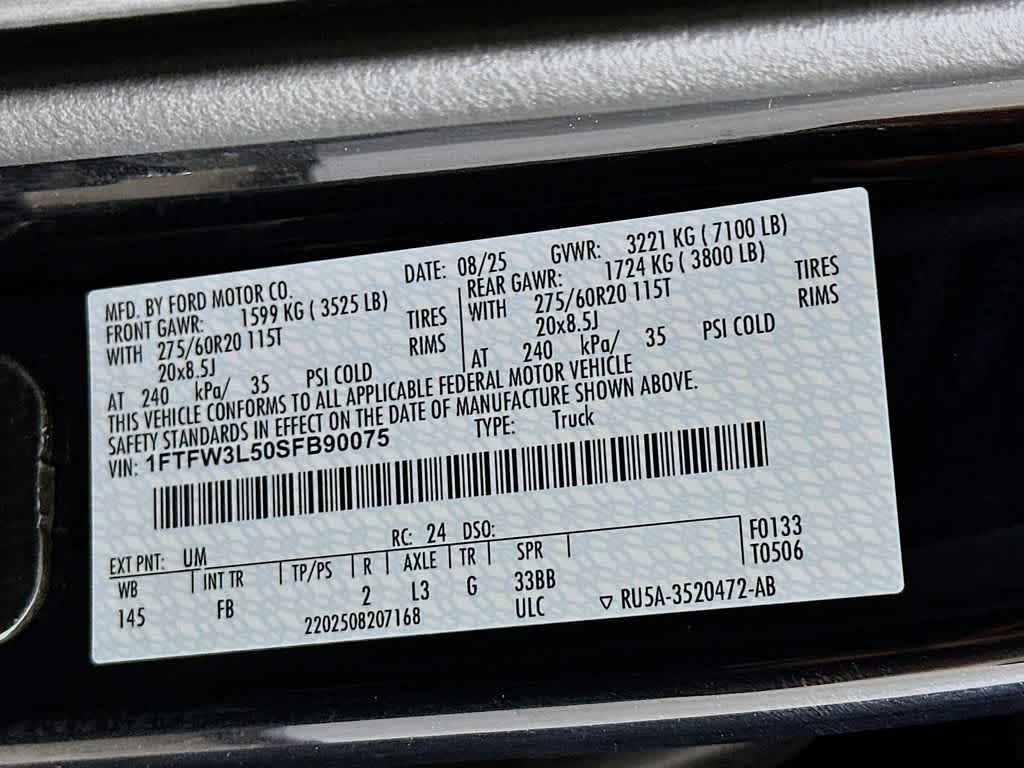 MFD. BY FORD MOTOR CO. DATE: 08/25 GVWR: 3221 KG ( 7100 LB)
FRONT GAWR: 1599 KG ( 3525 LB) REAR GAWR: 1724 KG ( 3800 LB)
WITH 275/60R20 115T TIRES WITH 275/60R20 115T TIRES
20x8.5J RIMS 20x8.5J RIMS
AT 240 kPa/ 35 PSI COLD AT 240 kPa/ 35 PSI COLD
THIS VEHICLE CONFORMS TO ALL APPLICABLE FEDERAL MOTOR VEHICLE
SAFETY STANDARDS IN EFFECT ON THE DATE OF MANUFACTURE SHOWN ABOVE.
VIN: 1FTFW3L50SFB90075 TYPE: Truck
EXT PNT: UM RC: 24 DSO: F0133
WB INT TR TP/PS R AXLE TR SPR T0506
145 FB 2 L3 G 33BB
2202508207168 ULC ▽ RU5A-3520472-AB